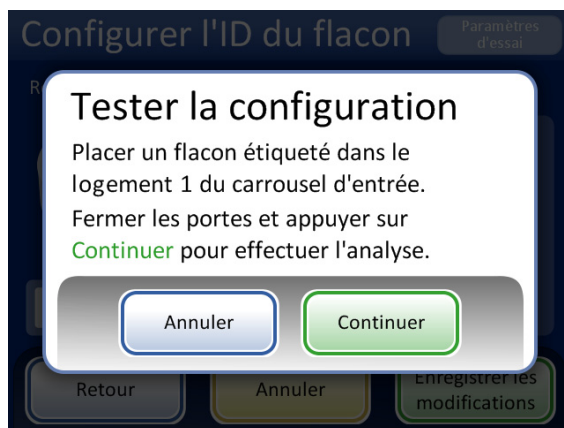 Configurer l'ID du flacon
Paramètres
d'essai
R
Tester la configuration
Placer un flacon étiqueté dans le
logement 1 du carrousel d'entrée.
Fermer les portes et appuyer sur
Continuer pour effectuer l'analyse.
Annuler
Continuer
Retour
Annuler
Enregistrer les
modifications